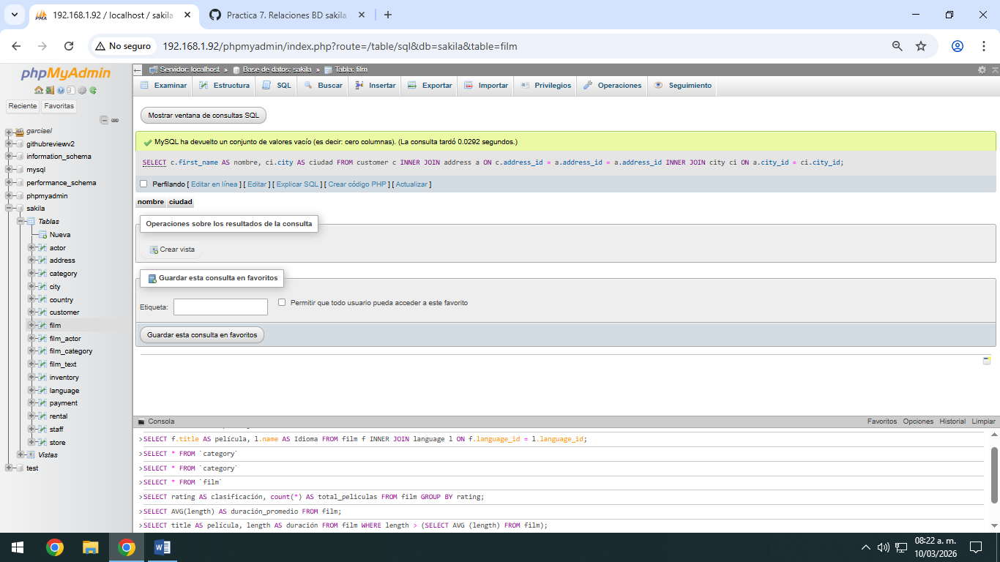 192.168.1.92 / localhost / sakila
Practica 7. Relaciones BD sakila
No seguro
192.168.1.92/phpmyadmin/index.php?route=/table/sql&db=sakila&table=film
phpMyAdmin
Reciente
Favoritas
garciael
githubreviewv2
information_schema
mysql
performance_schema
phpmyadmin
sakila
Tablas
Nueva
actor
address
category
city
country
customer
film
film_actor
film_category
film_text
inventory
language
payment
rental
staff
store
Vistas
test
Servidor: localhost » Base de datos: sakila » Tabla: film
Examinar
Estructura
SQL
Buscar
Insertar
Exportar
Importar
Privilegios
Operaciones
Seguimiento
Mostrar ventana de consultas SQL
MySQL ha devuelto un conjunto de valores vacío (es decir: cero columnas). (La consulta tardó 0.0292 segundos.)
SELECT c.first_name AS nombre, ci.city AS ciudad FROM customer c INNER JOIN address a ON c.address_id = a.address_id = a.address_id INNER JOIN city ci ON a.city_id = ci.city_id;
Perfilando [ Editar en línea ] [ Editar ] [ Explicar SQL ] [ Crear código PHP ] [ Actualizar ]
nombre ciudad
Operaciones sobre los resultados de la consulta
Crear vista
Guardar esta consulta en favoritos
Etiqueta:
Permitir que todo usuario pueda acceder a este favorito
Guardar esta consulta en favoritos
Consola
Favoritos Opciones Historial Limpiar
>SELECT f.title AS película, l.name AS Idioma FROM film f INNER JOIN language l ON f.language_id = l.language_id;
>SELECT * FROM `category`
>SELECT * FROM `category`
>SELECT * FROM `film`
>SELECT rating AS clasificación, count(*) AS total_peliculas FROM film GROUP BY rating;
>SELECT AVG(length) AS duración_promedio FROM film;
>SELECT title AS película, length AS duración FROM film WHERE length > (SELECT AVG (length) FROM film);
08:22 a. m.
10/03/2026